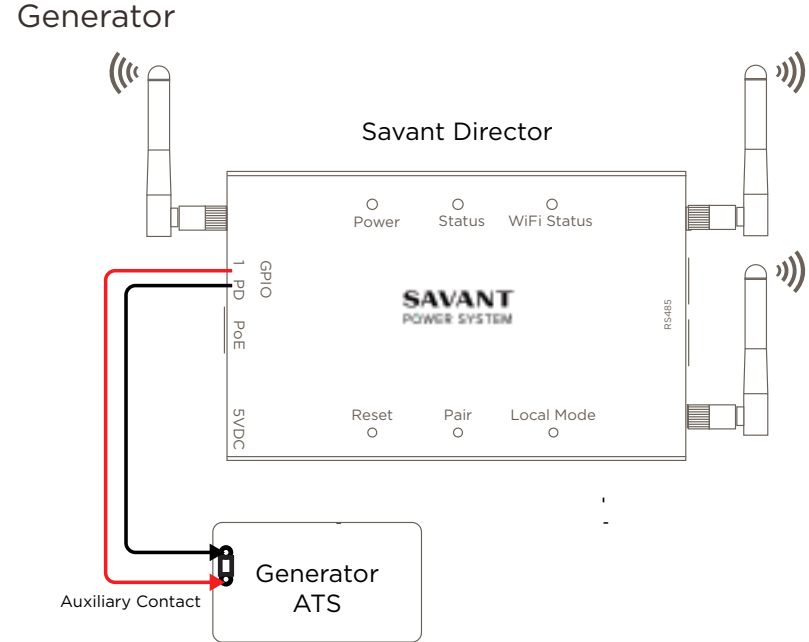 Generator
Savant Director
Power
Status
WiFi Status
GPIO
1
PD
PoE
5VDC
SAVANT
POWER SYSTEM
RS485
Reset
Pair
Local Mode
Generator
ATS
Auxiliary Contact